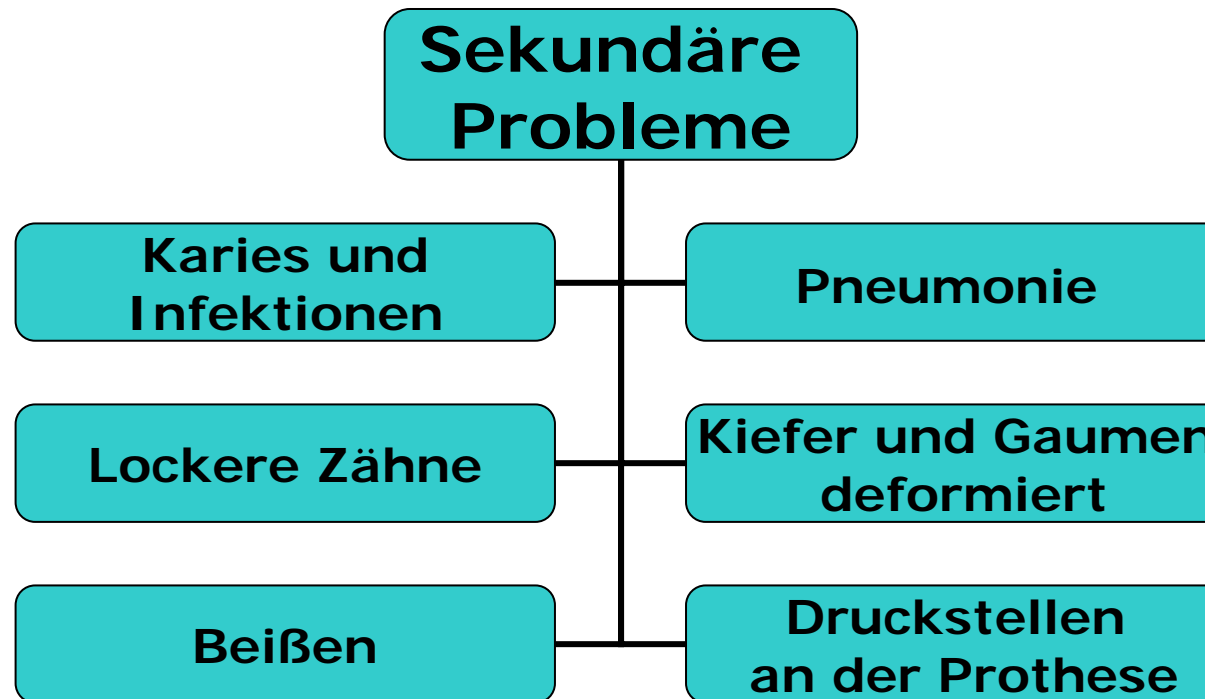 Sekundäre
Probleme
Karies und
Infektionen
Pneumonie
Lockere Zähne
Kiefer und Gaumen
deformiert
Beißen
Druckstellen
an der Prothese